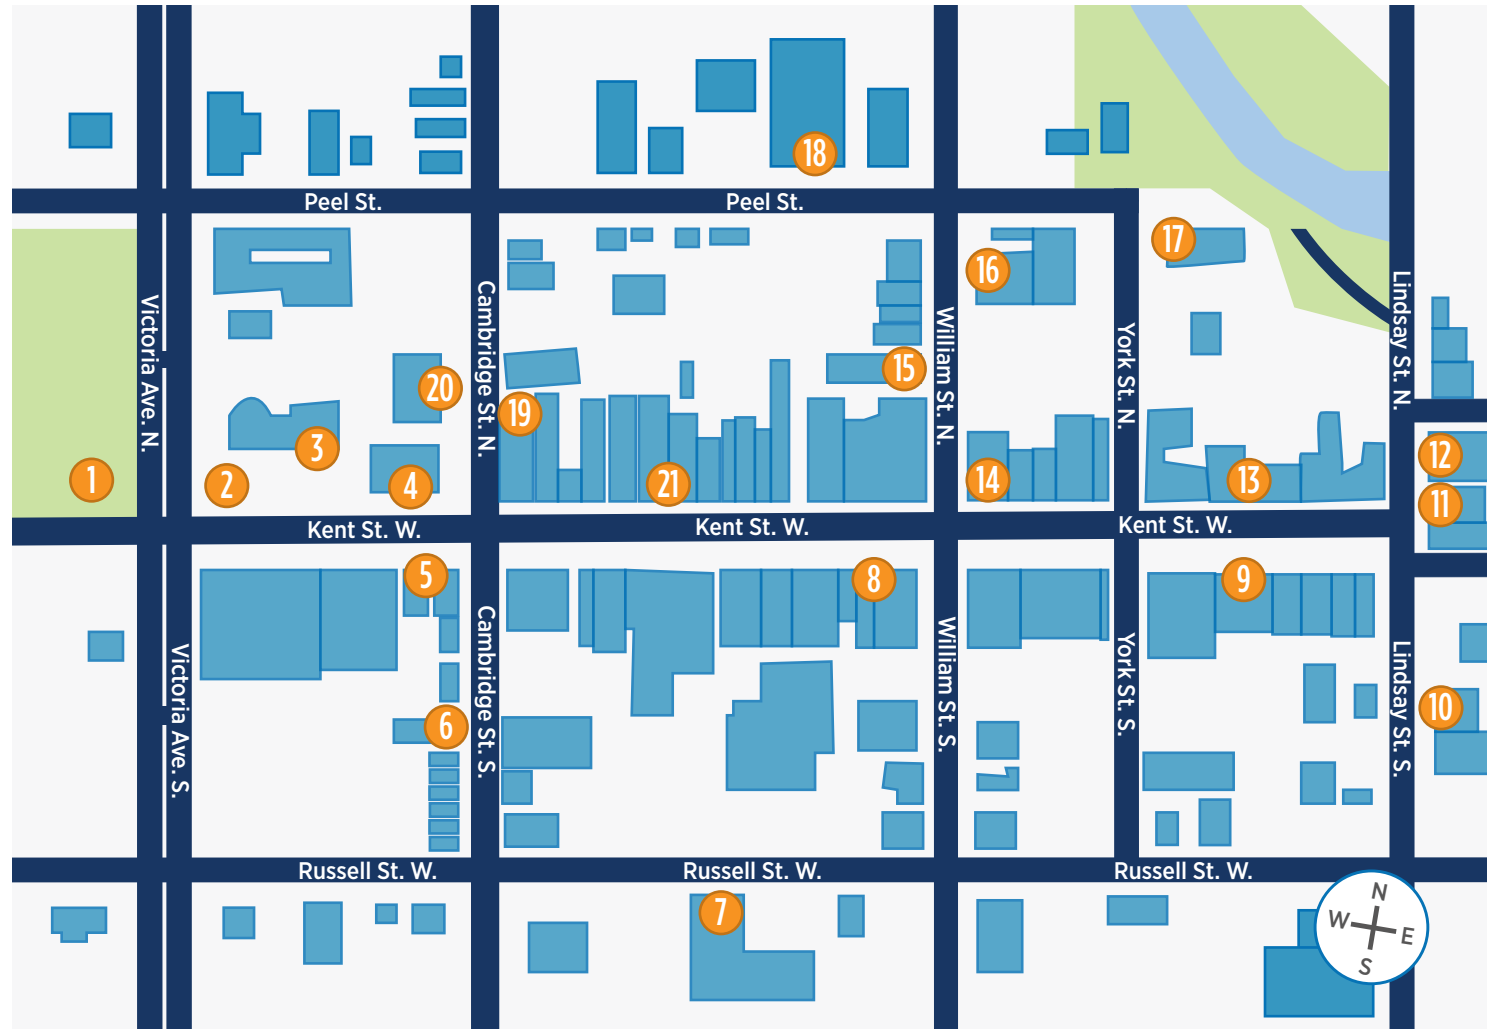 18
Peel St.
Peel St.
17
16
Victoria Ave. N.
Cambridge St. N.
William St. N.
York St. N.
Lindsay St. N.
15
20
19
3
12
1
2
4
21
14
13
11
Kent St. W.
Kent St. W.
Kent St. W.
5
8
9
Victoria Ave. S.
Cambridge St. S.
William St. S.
York St. S.
Lindsay St. S.
6
10
Russell St. W.
Russell St. W.
Russell St. W.
7
N
W
E
S